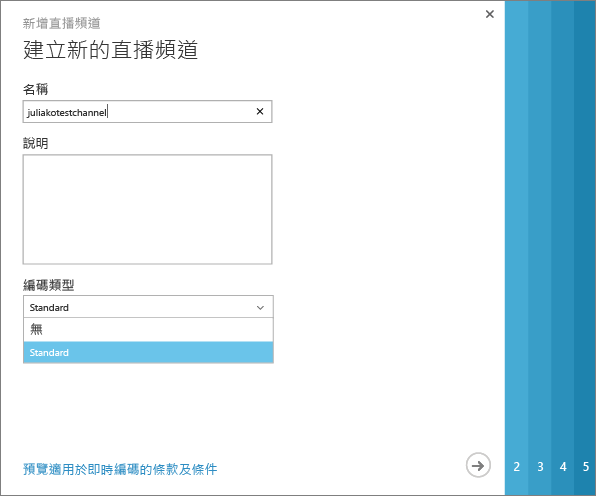 新增直播頻道
建立新的直播頻道
名稱
juliakotestchannel
說明
編碼類型
Standard
無
Standard
預覽適用於即時編碼的條款及條件
2 3 4 5